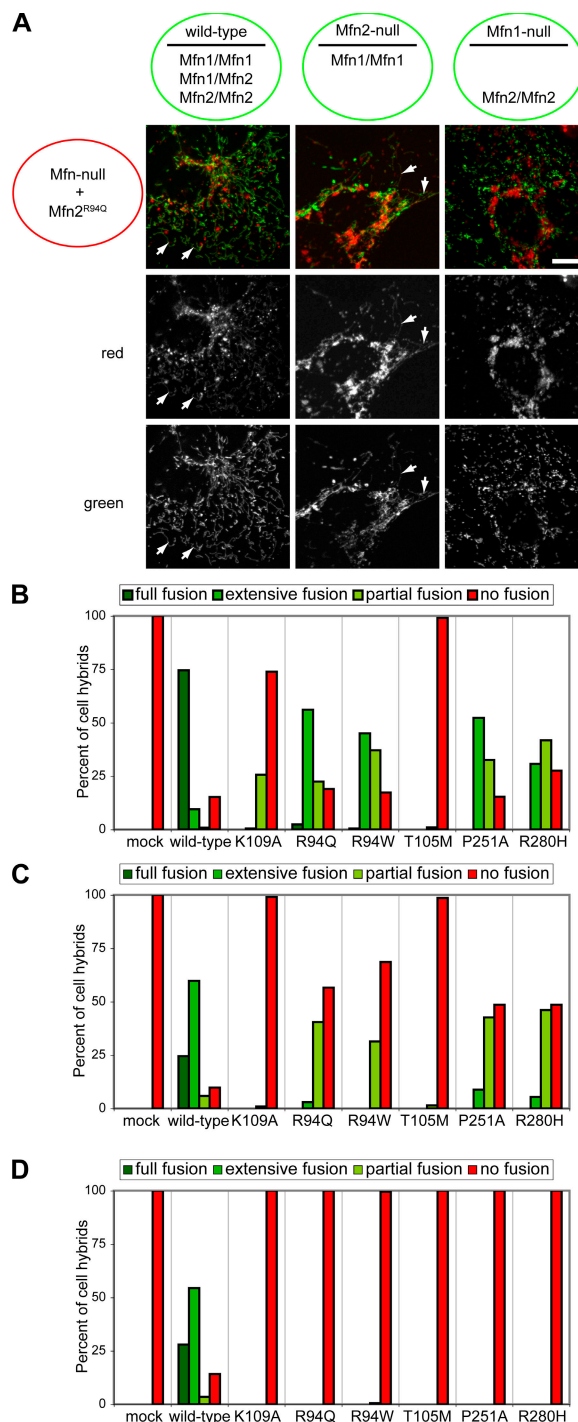 A
wild-type
Mfn1/Mfn1
Mfn1/Mfn2
Mfn2/Mfn2
Mfn2-null
Mfn1/Mfn1
Mfn1-null
Mfn2/Mfn2
Mfn-null
+
Mfn2R94Q
red
green
B
full fusion extensive fusion partial fusion no fusion
Percent of cell hybrids
100
75
50
25
0
mock wild-type K109A R94Q R94W T105M P251A R280H
C
full fusion extensive fusion partial fusion no fusion
Percent of cell hybrids
100
75
50
25
0
mock wild-type K109A R94Q R94W T105M P251A R280H
D
full fusion extensive fusion partial fusion no fusion
Percent of cell hybrids
100
75
50
25
0
mock wild-type K109A R94Q R94W T105M P251A R280H